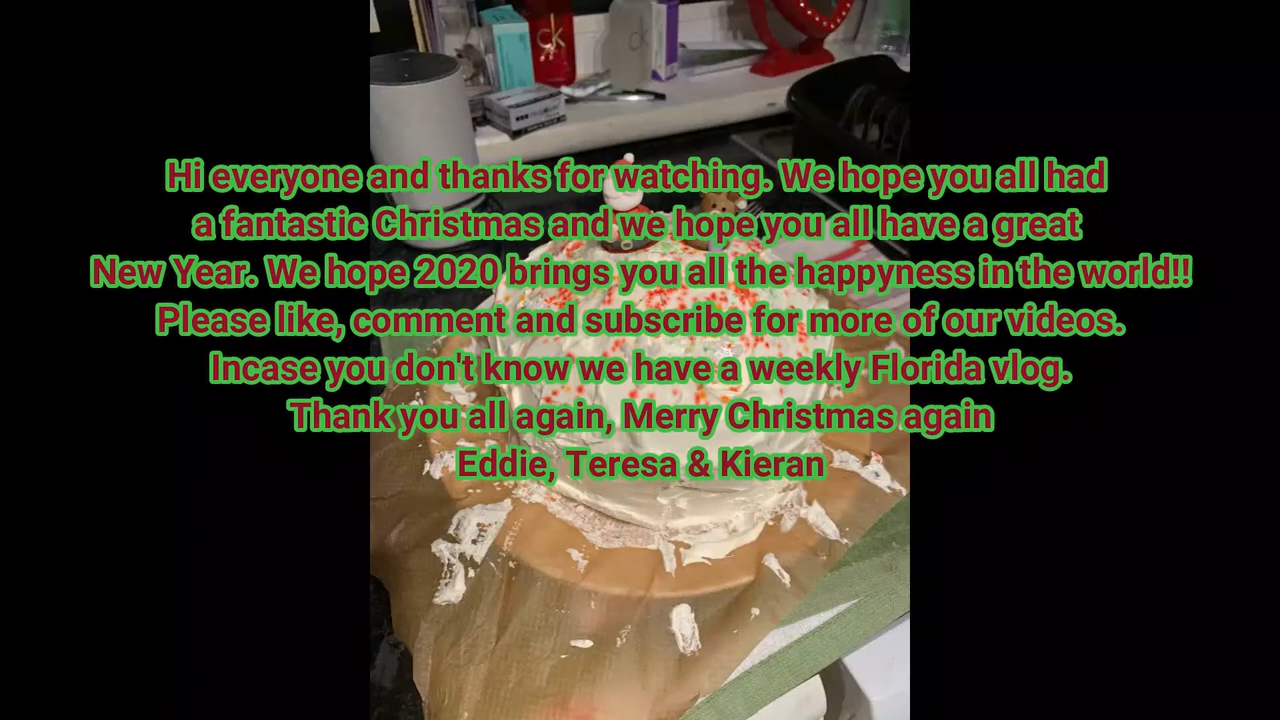 ck
ck
Hi everyone and thanks for watching. We hope you all had
a fantastic Christmas and we hope you all have a great
New Year. We hope 2020 brings you all the happyness in the world!!
Please like, comment and subscribe for more of our videos.
Incase you don't know we have a weekly Florida vlog.
Thank you all again, Merry Christmas again
Eddie, Teresa & Kieran